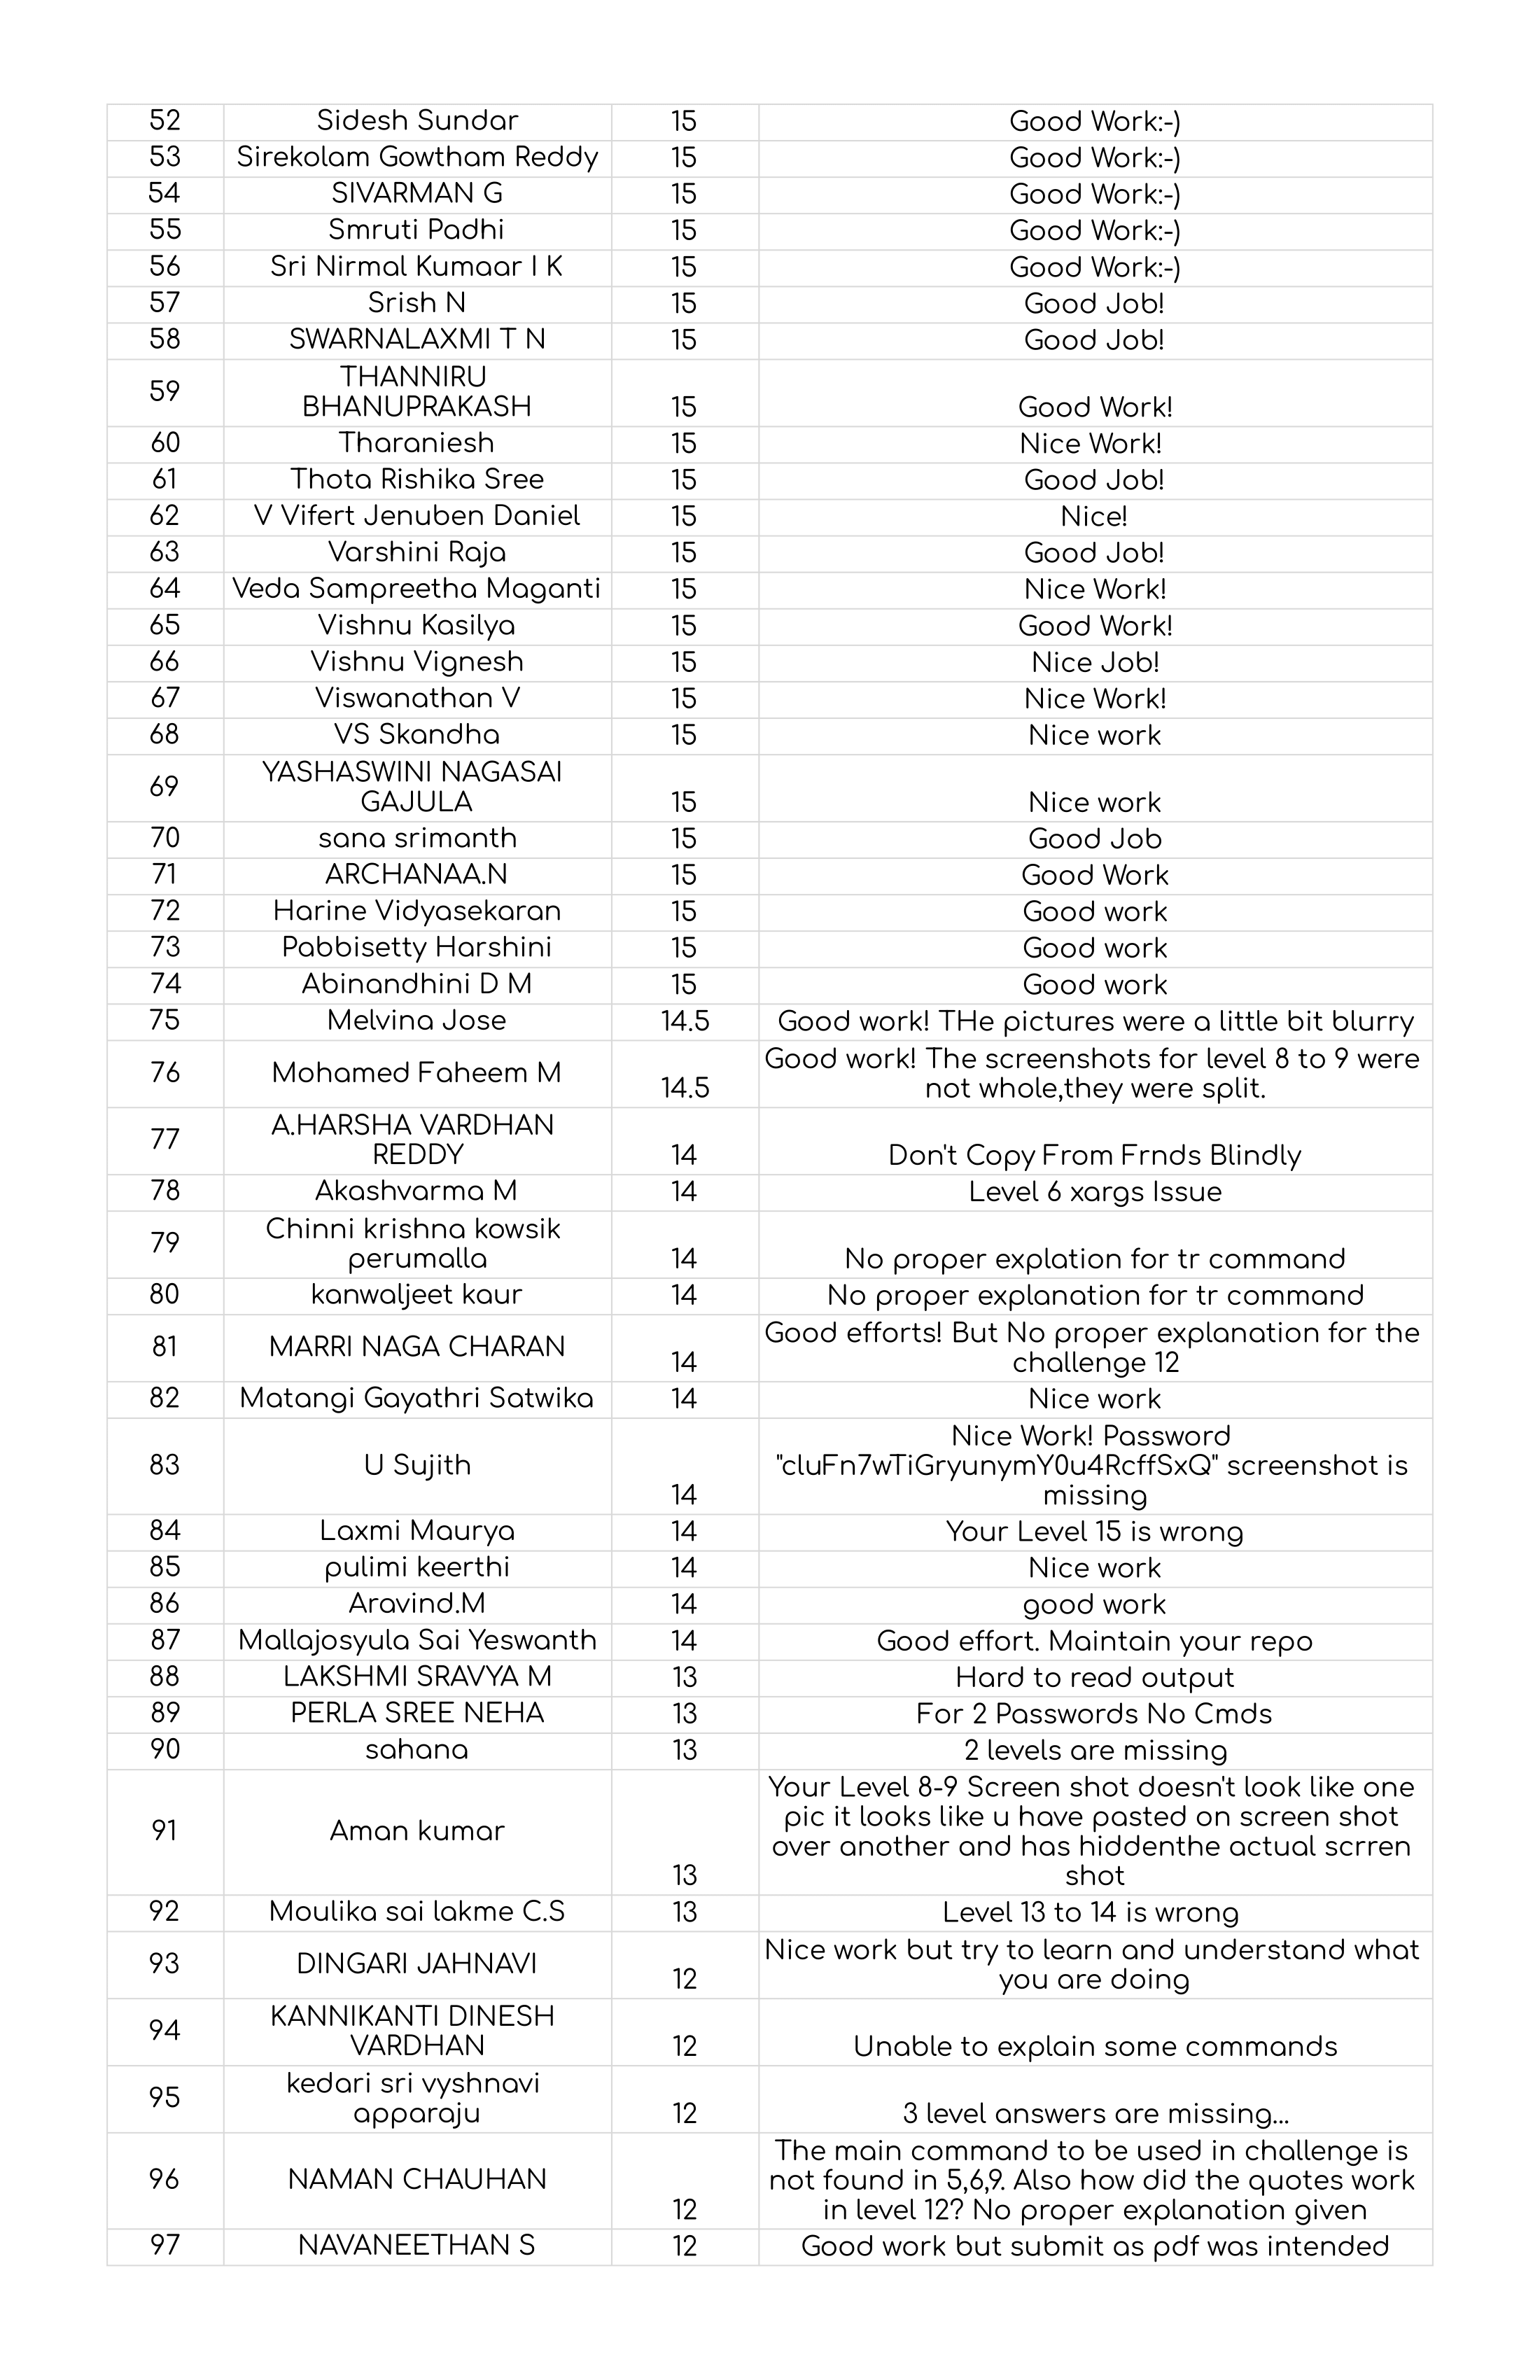 52 Sidesh Sundar 15 Good Work:-)
53 Sirekolam Gowtham Reddy 15 Good Work:-)
54 SIVARMAN G 15 Good Work:-)
55 Smruti Padhi 15 Good Work:-)
56 Sri Nirmal Kumaar I K 15 Good Work:-)
57 Srish N 15 Good Job!
58 SWARNALAXMI T N 15 Good Job!
59 THANNIRU
BHANUPRAKASH 15 Good Work!
60 Tharaniesh 15 Nice Work!
61 Thota Rishika Sree 15 Good Job!
62 V Vifert Jenuben Daniel 15 Nice!
63 Varshini Raja 15 Good Job!
64 Veda Sampreetha Maganti 15 Nice Work!
65 Vishnu Kasilya 15 Good Work!
66 Vishnu Vignesh 15 Nice Job!
67 Viswanathan V 15 Nice Work!
68 VS Skandha 15 Nice work
69 YASHASWINI NAGASAI
GAJULA 15 Nice work
70 sana srimanth 15 Good Job
71 ARCHANAA.N 15 Good Work
72 Harine Vidyasekaran 15 Good work
73 Pabbisetty Harshini 15 Good work
74 Abinandhini D M 15 Good work
75 Melvina Jose 14.5 Good work! THe pictures were a little bit blurry
76 Mohamed Faheem M 14.5 Good work! The screenshots for level 8 to 9 were
not whole,they were split.
77 A.HARSHA VARDHAN
REDDY 14 Don't Copy From Frnds Blindly
78 Akashvarma M 14 Level 6 xargs Issue
79 Chinni krishna kowsik
perumalla 14 No proper explation for tr command
80 kanwaljeet kaur 14 No proper explanation for tr command
81 MARRI NAGA CHARAN 14 Good efforts! But No proper explanation for the
challenge 12
82 Matangi Gayathri Satwika 14 Nice work
83 U Sujith 14 Nice Work! Password
"cluFn7wTiGryunymY0u4RcffSxQ" screenshot is
missing
84 Laxmi Maurya 14 Your Level 15 is wrong
85 pulimi keerthi 14 Nice work
86 Aravind.M 14 good work
87 Mallajosyula Sai Yeswanth 14 Good effort. Maintain your repo
88 LAKSHMI SRAVYA M 13 Hard to read output
89 PERLA SREE NEHA 13 For 2 Passwords No Cmds
90 sahana 13 2 levels are missing
91 Aman kumar 13 Your Level 8-9 Screen shot doesn't look like one
pic it looks like u have pasted on screen shot
over another and has hiddenthe actual scrren
shot
92 Moulika sai lakme C.S 13 Level 13 to 14 is wrong
93 DINGARI JAHNAVI 12 Nice work but try to learn and understand what
you are doing
94 KANNIKANTI DINESH
VARDHAN 12 Unable to explain some commands
95 kedari sri vyshnavi
apparaju 12 3 level answers are missing...
96 NAMAN CHAUHAN 12 The main command to be used in challenge is
not found in 5,6,9. Also how did the quotes work
in level 12? No proper explanation given
97 NAVANEETHAN S 12 Good work but submit as pdf was intended